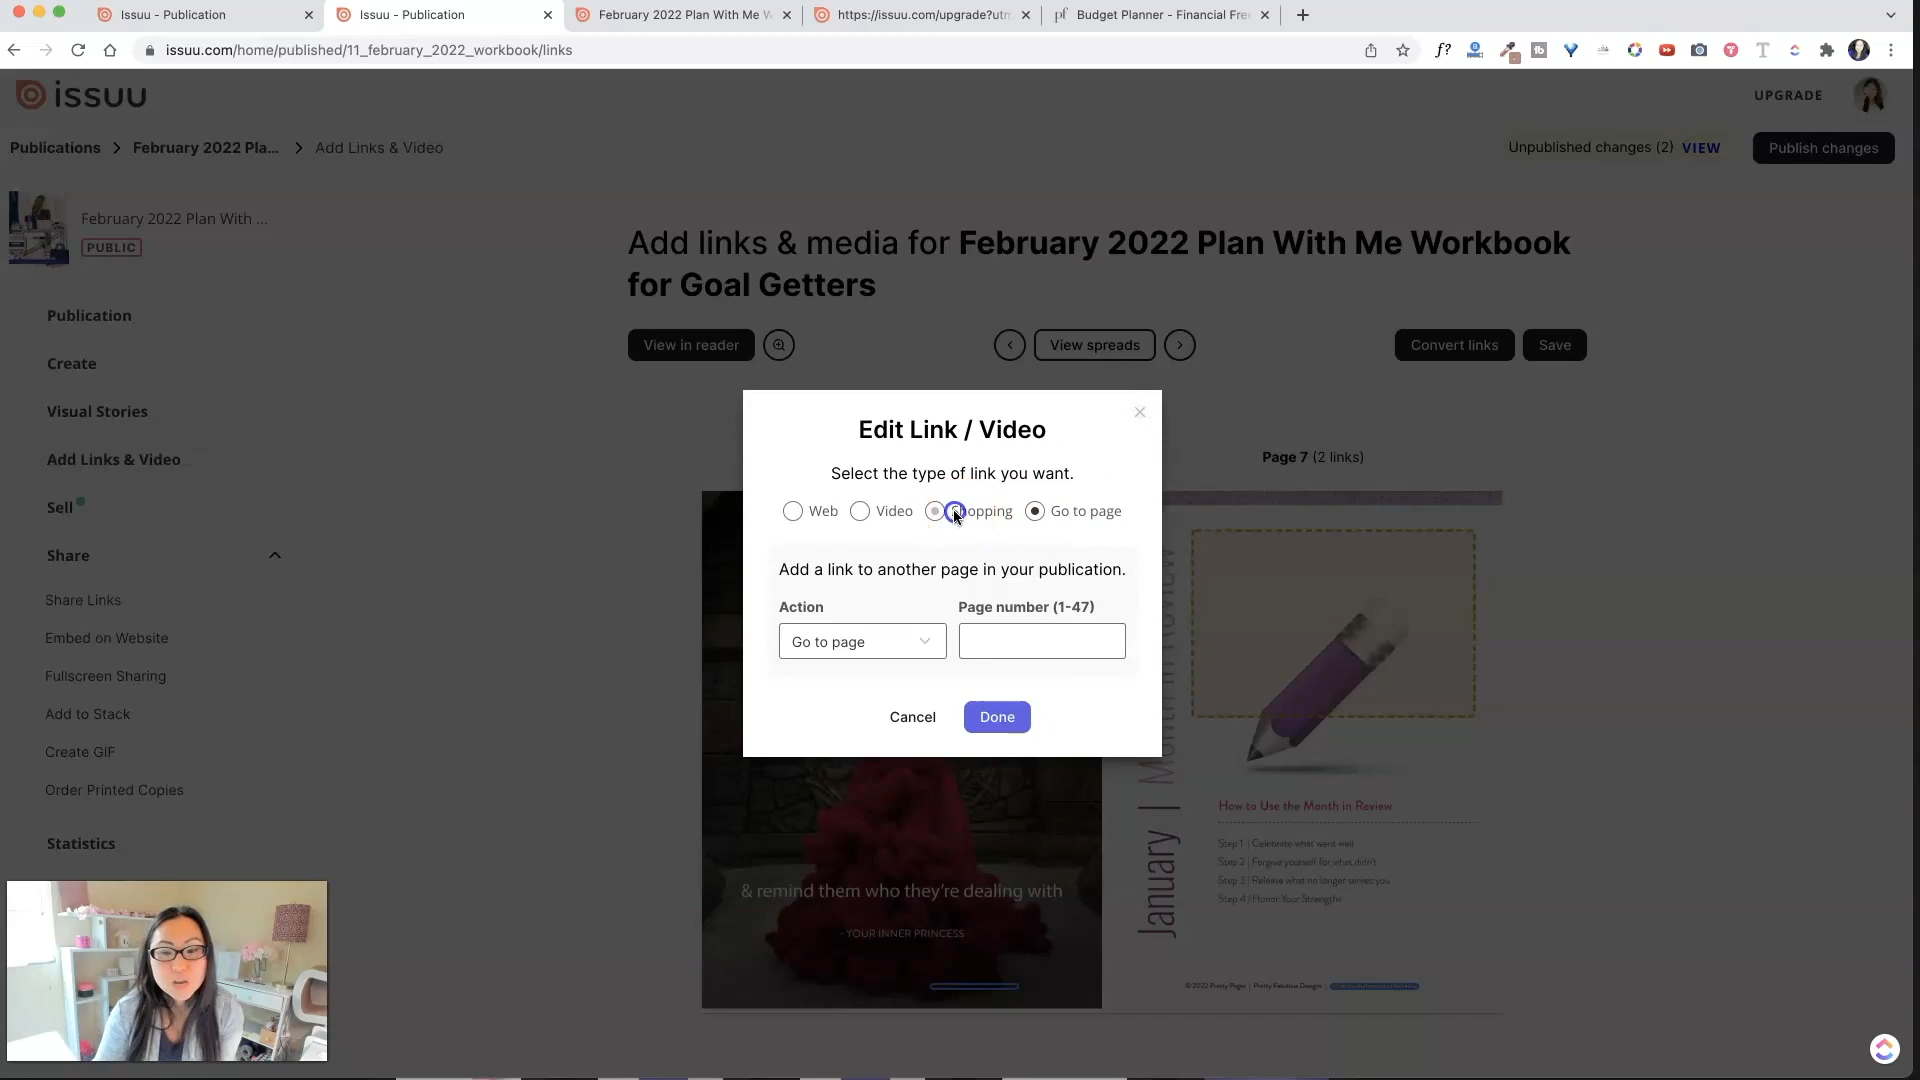 Issuu - Publication
Issuu - Publication
February 2022 Plan With Me W
https://issuu.com/upgrade?utm
pf
Budget Planner - Financial Free
issuu.com/home/published/11_february_2022_workbook/links
f?
issuu
UPGRADE
Publications
February 2022 Pla...
Add Links & Video
Unpublished changes (2) VIEW
Publish changes
February 2022 Plan With ...
PUBLIC
Add links & media for February 2022 Plan With Me Workbook
for Goal Getters
Publication
Create
Visual Stories
Add Links & Video
Sell
Share
Share Links
Embed on Website
Fullscreen Sharing
Add to Stack
Create GIF
Order Printed Copies
Statistics
View in reader
View spreads
Convert links
Save
Page 7 (2 links)
Edit Link / Video
Select the type of link you want.
Web
Video
Shopping
Go to page
Add a link to another page in your publication.
Action
Page number (1-47)
Go to page
Cancel
Done
& remind them who they're dealing with
- YOUR INNER PRINCESS
January | Month in Review
How to Use the Month in Review
Step 1 | Celebrate what went well
Step 2 | Forgive yourself for what didn't
Step 3 | Release what no longer serves you
Step 4 | Honor Your Strengths
© 2022 Pretty Pages | Pretty Fabulous Designs |